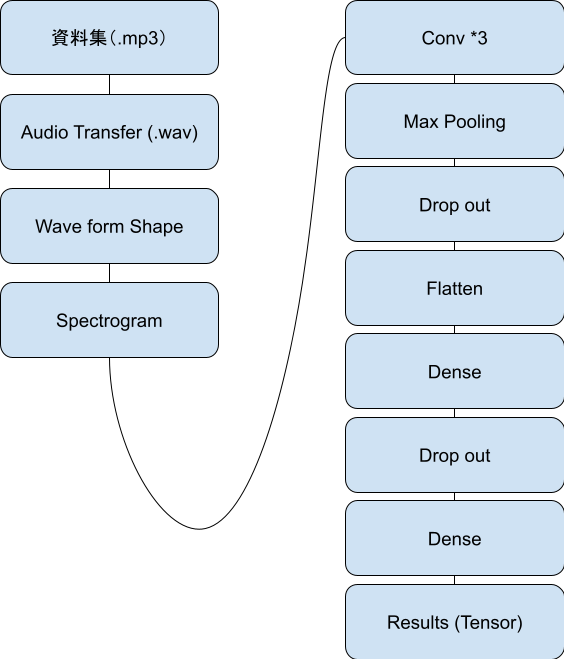 資料集（.mp3）
Audio Transfer (.wav)
Wave form Shape
Spectrogram
Conv *3
Max Pooling
Drop out
Flatten
Dense
Drop out
Dense
Results (Tensor)